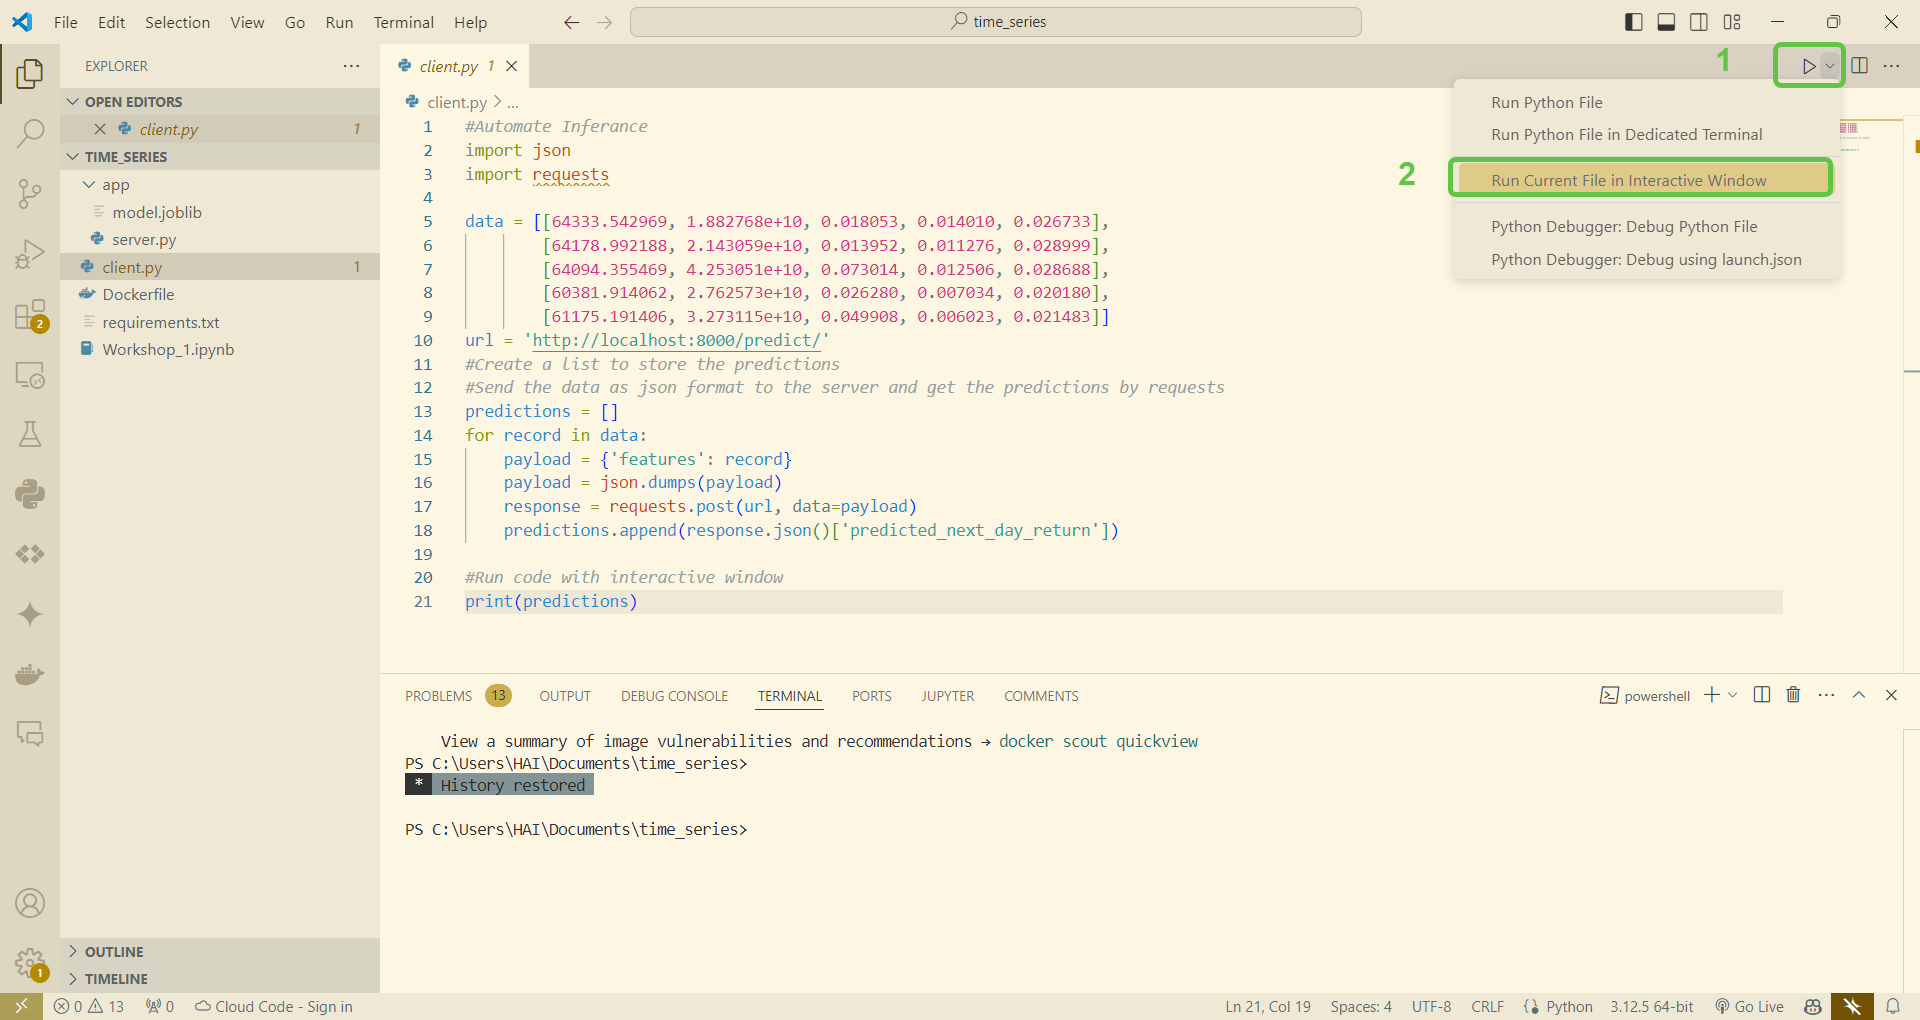 File Edit Selection View Go Run Terminal Help
time_series
EXPLORER
OPEN EDITORS
client.py 1
TIME_SERIES
app
model.joblib
server.py
client.py 1
Dockerfile
requirements.txt
Workshop_1.ipynb
OUTLINE
TIMELINE
2
1
client.py 1
client.py > ...
1 #Automate Inferance
2 import json
3 import requests
4
5 data = [[64333.542969, 1.882768e+10, 0.018053, 0.014010, 0.026733],
6 [64178.992188, 2.143059e+10, 0.013952, 0.011276, 0.028999],
7 [64094.355469, 4.253051e+10, 0.073014, 0.012506, 0.028688],
8 [60381.914062, 2.762573e+10, 0.026280, 0.007034, 0.020180],
9 [61175.191406, 3.273115e+10, 0.049908, 0.006023, 0.021483]]
10 url = 'http://localhost:8000/predict/'
11 #Create a list to store the predictions
12 #Send the data as json format to the server and get the predictions by requests
13 predictions = []
14 for record in data:
15 payload = {'features': record}
16 payload = json.dumps(payload)
17 response = requests.post(url, data=payload)
18 predictions.append(response.json()['predicted_next_day_return'])
19
20 #Run code with interactive window
21 print(predictions)
1
Run Python File
Run Python File in Dedicated Terminal
2 Run Current File in Interactive Window
Python Debugger: Debug Python File
Python Debugger: Debug using launch.json
PROBLEMS 13 OUTPUT DEBUG CONSOLE TERMINAL PORTS JUPYTER COMMENTS
powershell
View a summary of image vulnerabilities and recommendations → docker scout quickview
PS C:\Users\HAI\Documents\time_series>
* History restored
PS C:\Users\HAI\Documents\time_series>
0 13 0 Cloud Code - Sign in Ln 21, Col 19 Spaces: 4 UTF-8 CRLF Python 3.12.5 64-bit Go Live